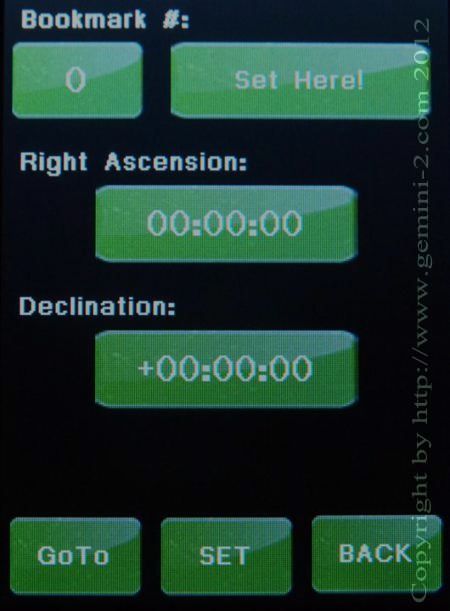 Bookmark #:
0
Set Here!
Right Ascension:
00:00:00
Declination:
+00:00:00
GoTo
SET
BACK
Copyright by http://www.gemini-2.com 2012